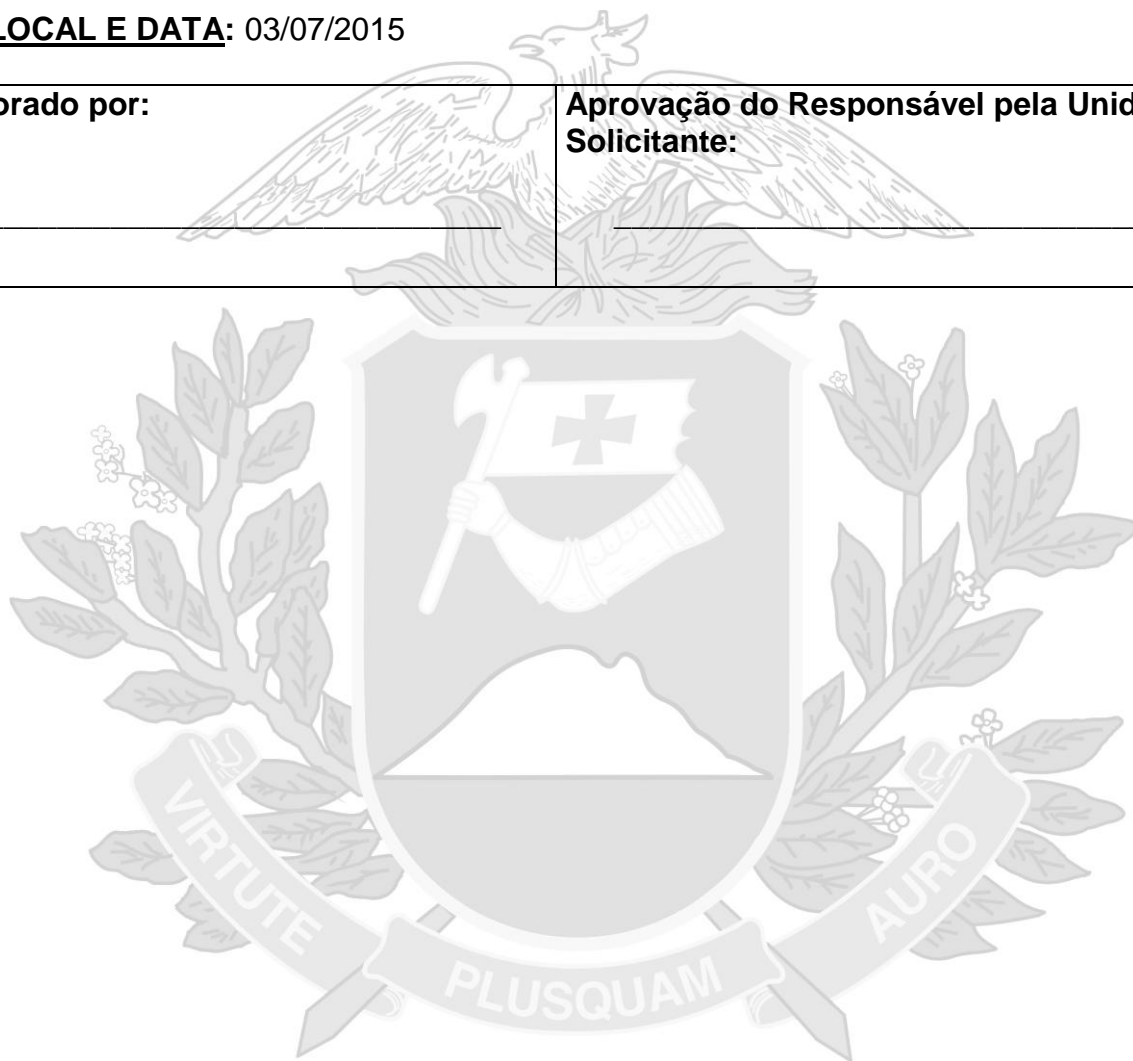 LOCAL E DATA: 03/07/2015
orado por:
Aprovação do Responsável pela Unid
Solicitante:
VIRTUTE
PLUSQUAM
AURO